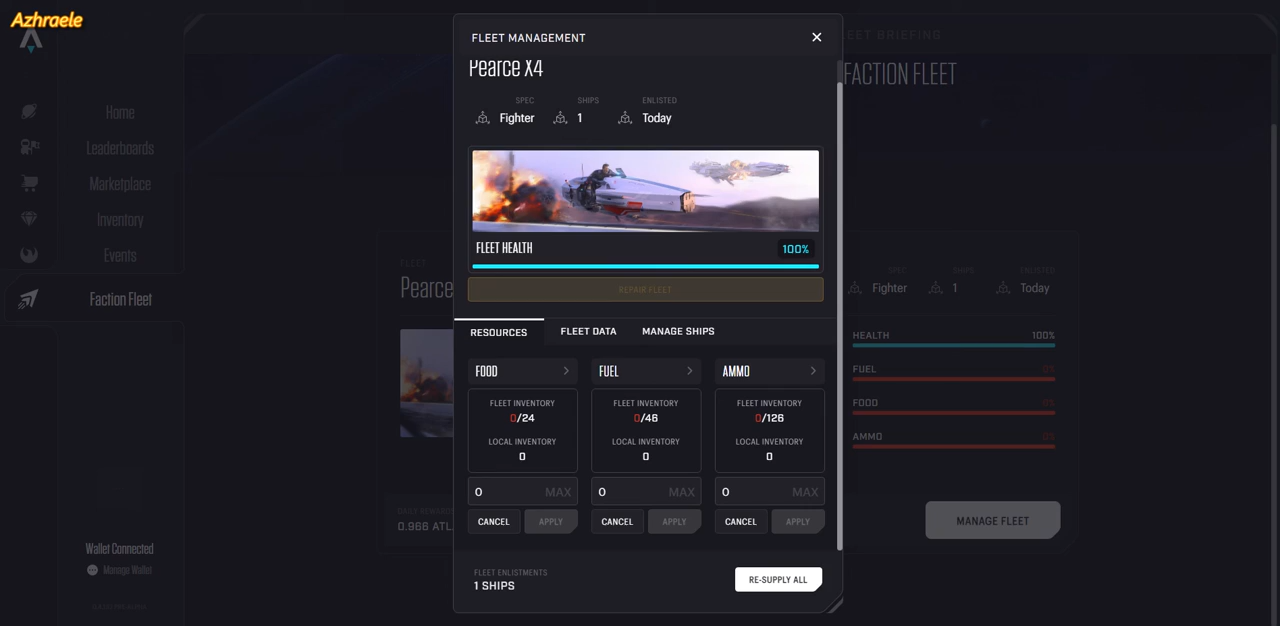 Azhraele
Home
Leaderboards
Marketplace
Inventory
Events
Faction Fleet
Wallet Connected
Manage Wallet
FLEET BRIEFING
FACTION FLEET
FLEET
Pearce
0.966 ATL
SHIPS
ENLISTED
Fighter
1
Today
HEALTH
100%
FUEL
0%
FOOD
0%
AMMO
0%
MANAGE FLEET
FLEET MANAGEMENT
Pearce X4
SPEC
SHIPS
ENLISTED
Fighter
1
Today
FLEET HEALTH
100%
REPAIR FLEET
RESOURCES
FLEET DATA
MANAGE SHIPS
FOOD
FUEL
AMMO
FLEET INVENTORY
FLEET INVENTORY
FLEET INVENTORY
0/24
0/46
0/126
LOCAL INVENTORY
LOCAL INVENTORY
LOCAL INVENTORY
0
0
0
0 MAX
0 MAX
0 MAX
CANCEL
APPLY
CANCEL
APPLY
CANCEL
APPLY
FLEET ENLISTMENTS
1 SHIPS
RE-SUPPLY ALL